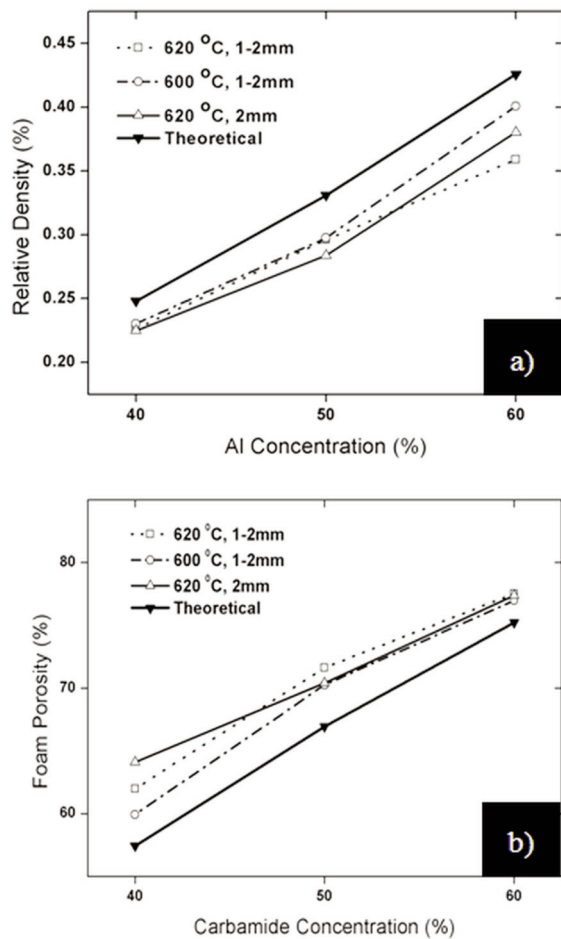 0.45
0.40
0.35
0.30
0.25
0.20
Relative Density (%)
620 °C, 1-2mm
600 °C, 1-2mm
620 °C, 2mm
Theoretical
a)
40 50 60
Al Concentration (%)
80
70
60
Foam Porosity (%)
620 °C, 1-2mm
600 °C, 1-2mm
620 °C, 2mm
Theoretical
b)
40 50 60
Carbamide Concentration (%)